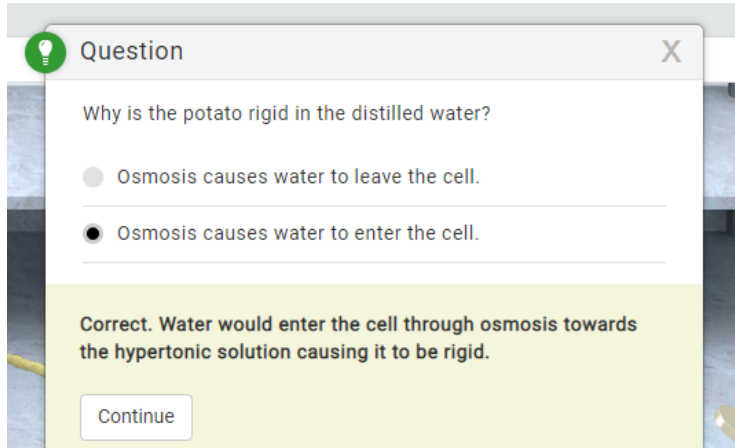 Question
X
Why is the potato rigid in the distilled water?
Osmosis causes water to leave the cell.
Osmosis causes water to enter the cell.
Correct. Water would enter the cell through osmosis towards
the hypertonic solution causing it to be rigid.
Continue